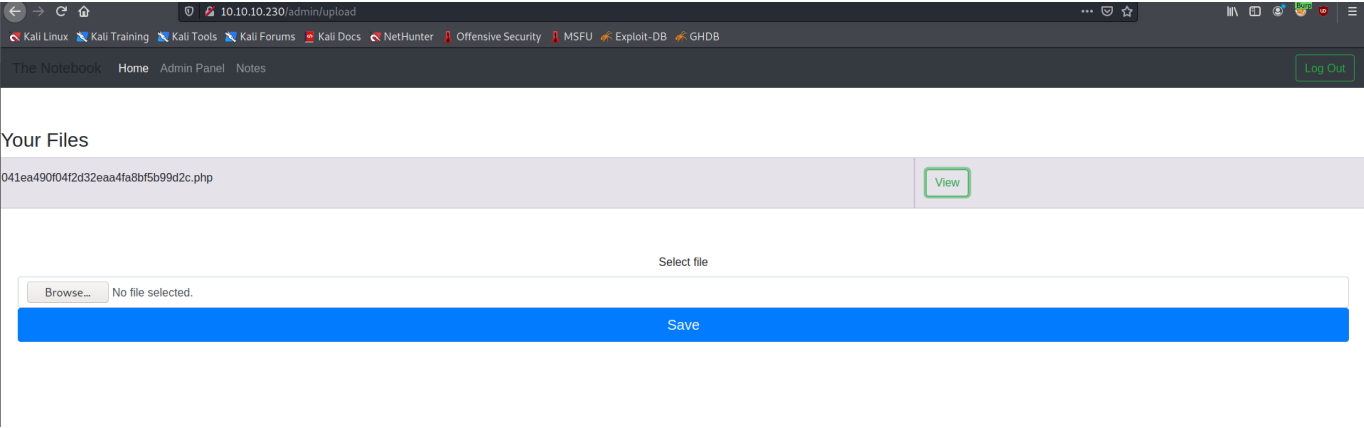 10.10.10.230/admin/upload
Burp
UD
Kali Linux Kali Training Kali Tools Kali Forums Kali Docs NetHunter Offensive Security MSFU Exploit-DB GHDB
The Notebook Home Admin Panel Notes Log Out
Your Files
041ea490f04f2d32eaa4fa8bf5b99d2c.php View
Select file
Browse... No file selected.
Save